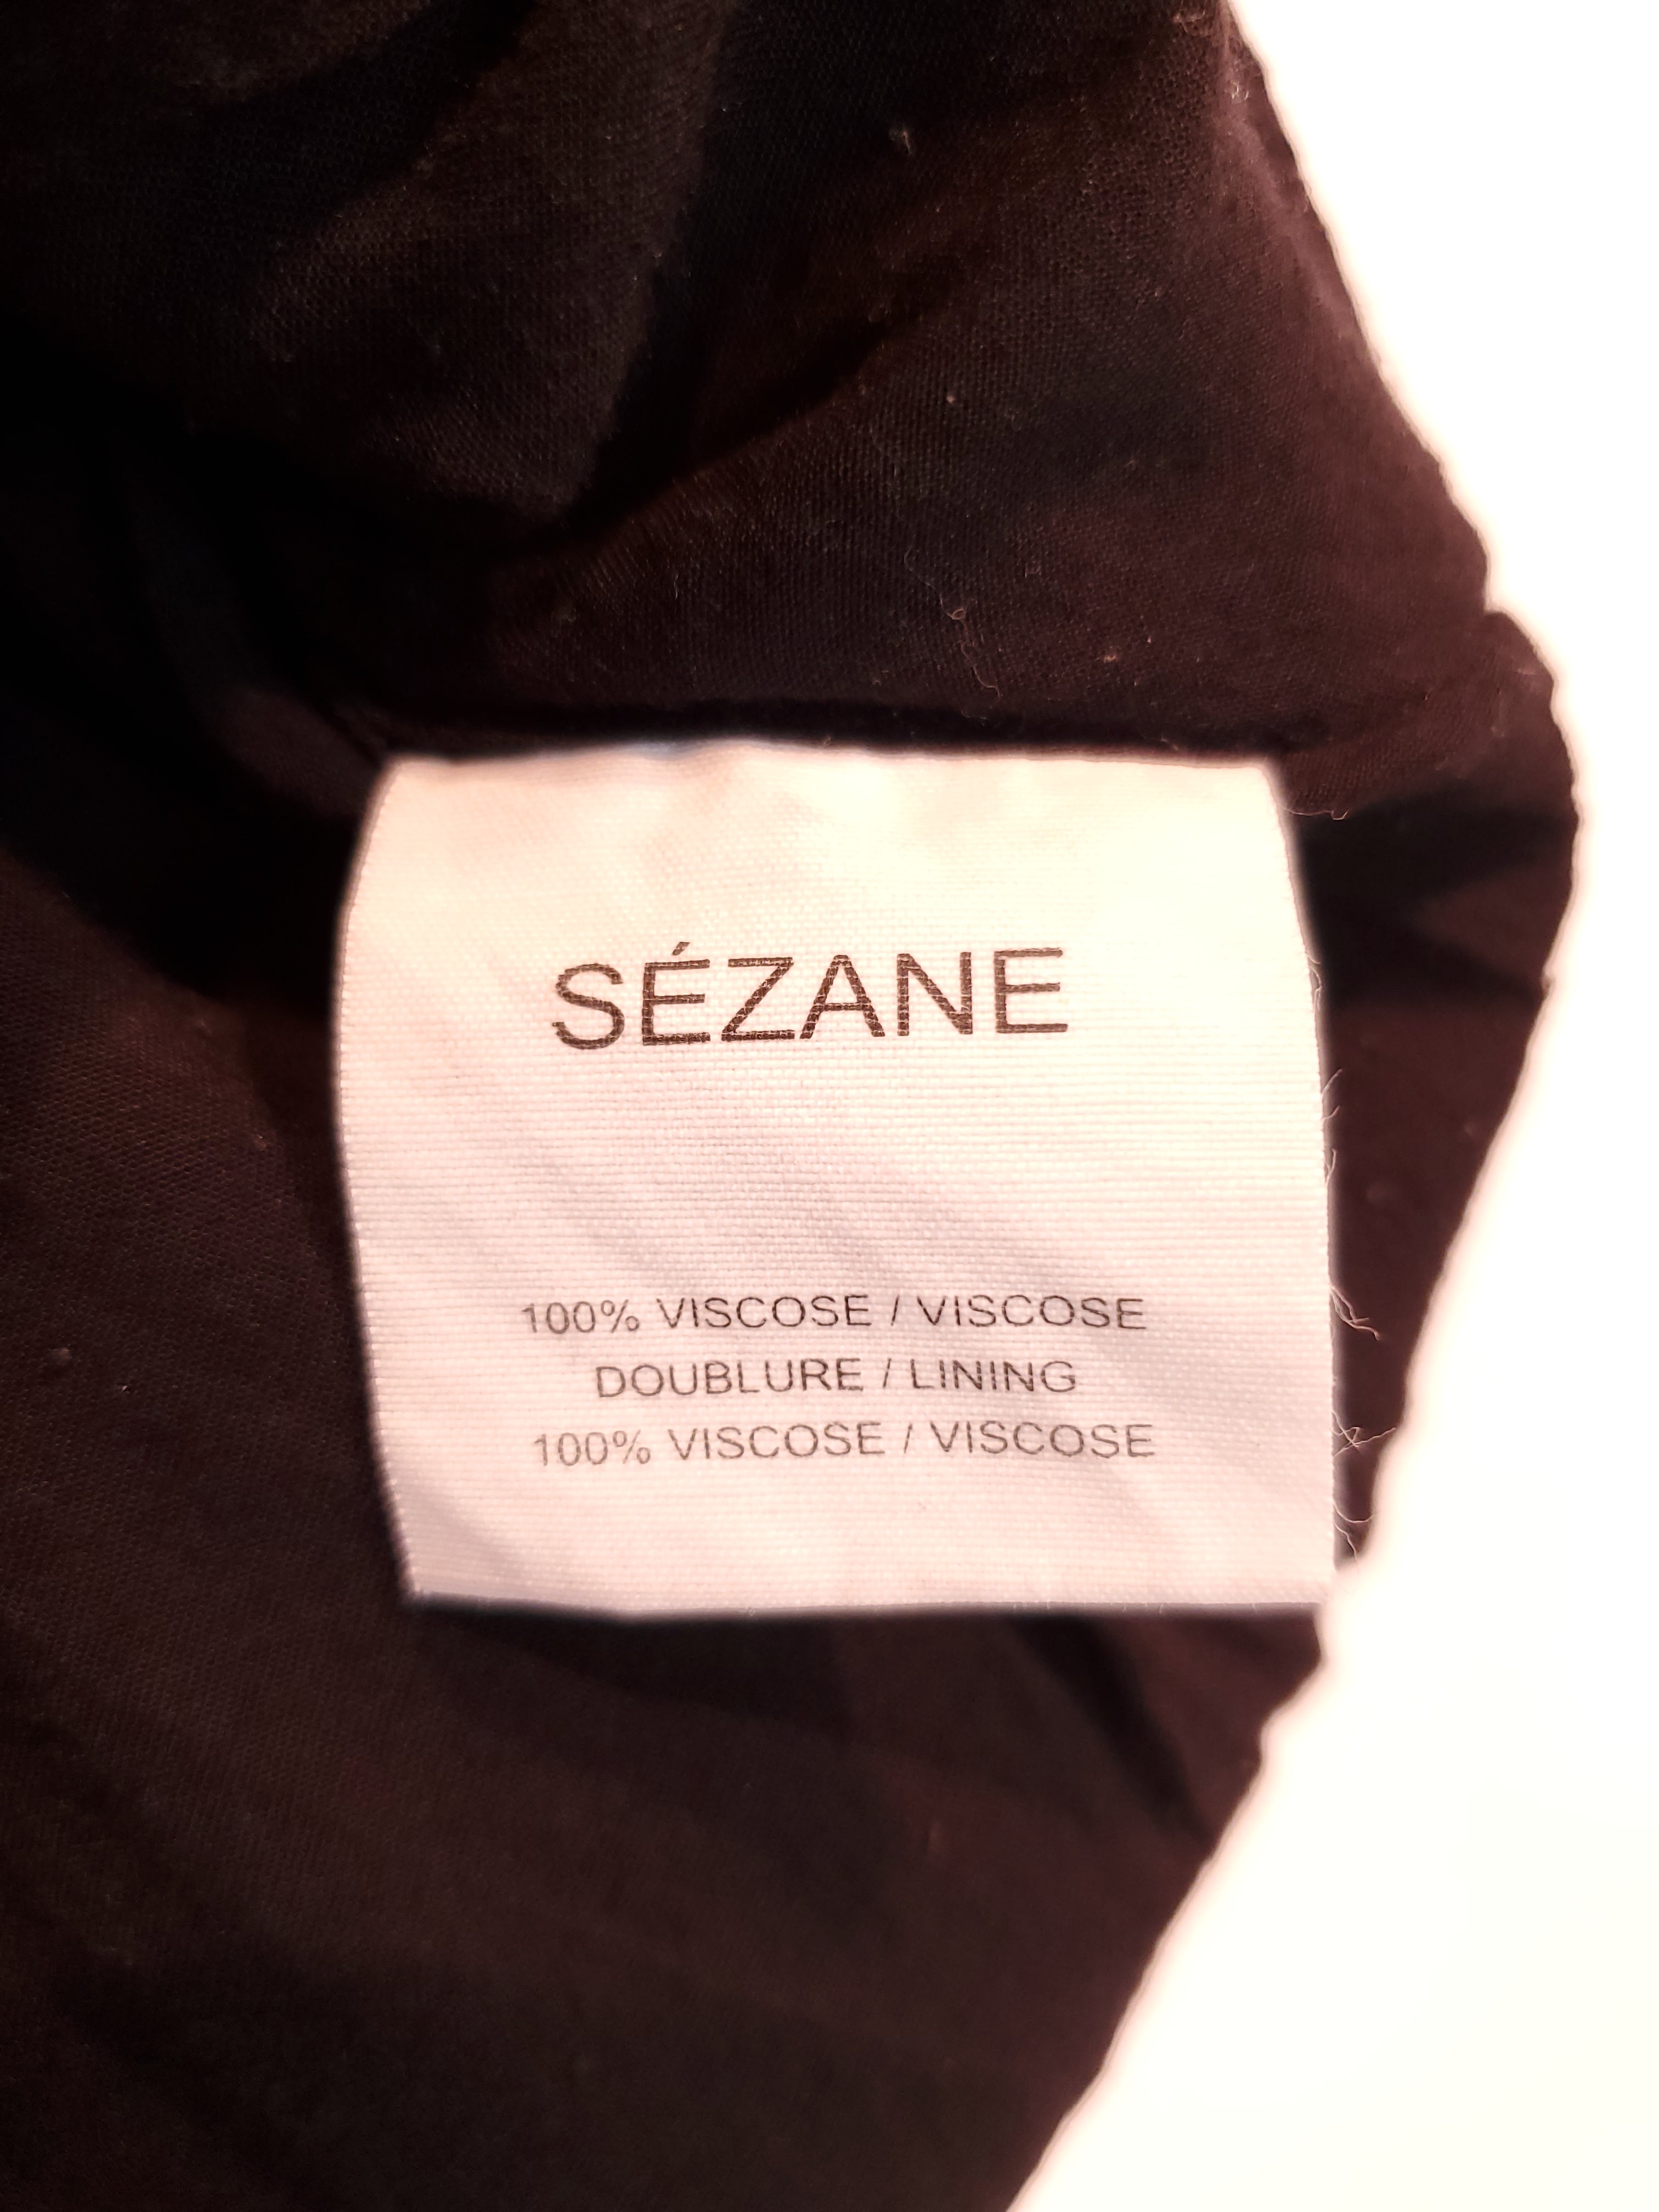 SÉZANE
100% VISCOSE / VISCOSE
DOUBLURE / LINING
100% VISCOSE / VISCOSE